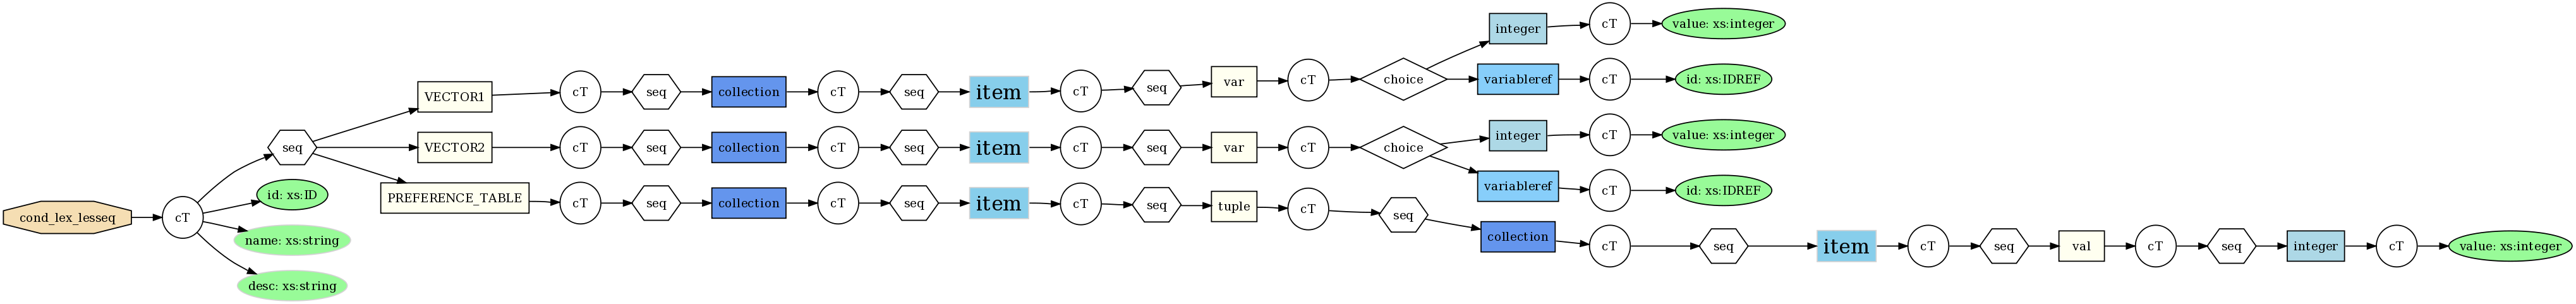 cond_lex_lesseq
cT
seq
id: xs:ID
name: xs:string
desc: xs:string
VECTOR1
cT
seq
collection
cT
seq
item
cT
seq
var
cT
choice
integer
cT
value: xs:integer
variableref
cT
id: xs:IDREF
VECTOR2
cT
seq
collection
cT
seq
item
cT
seq
var
cT
choice
integer
cT
value: xs:integer
variableref
cT
id: xs:IDREF
PREFERENCE_TABLE
cT
seq
collection
cT
seq
item
cT
seq
tuple
cT
seq
collection
cT
seq
item
cT
seq
val
cT
seq
integer
cT
value: xs:integer